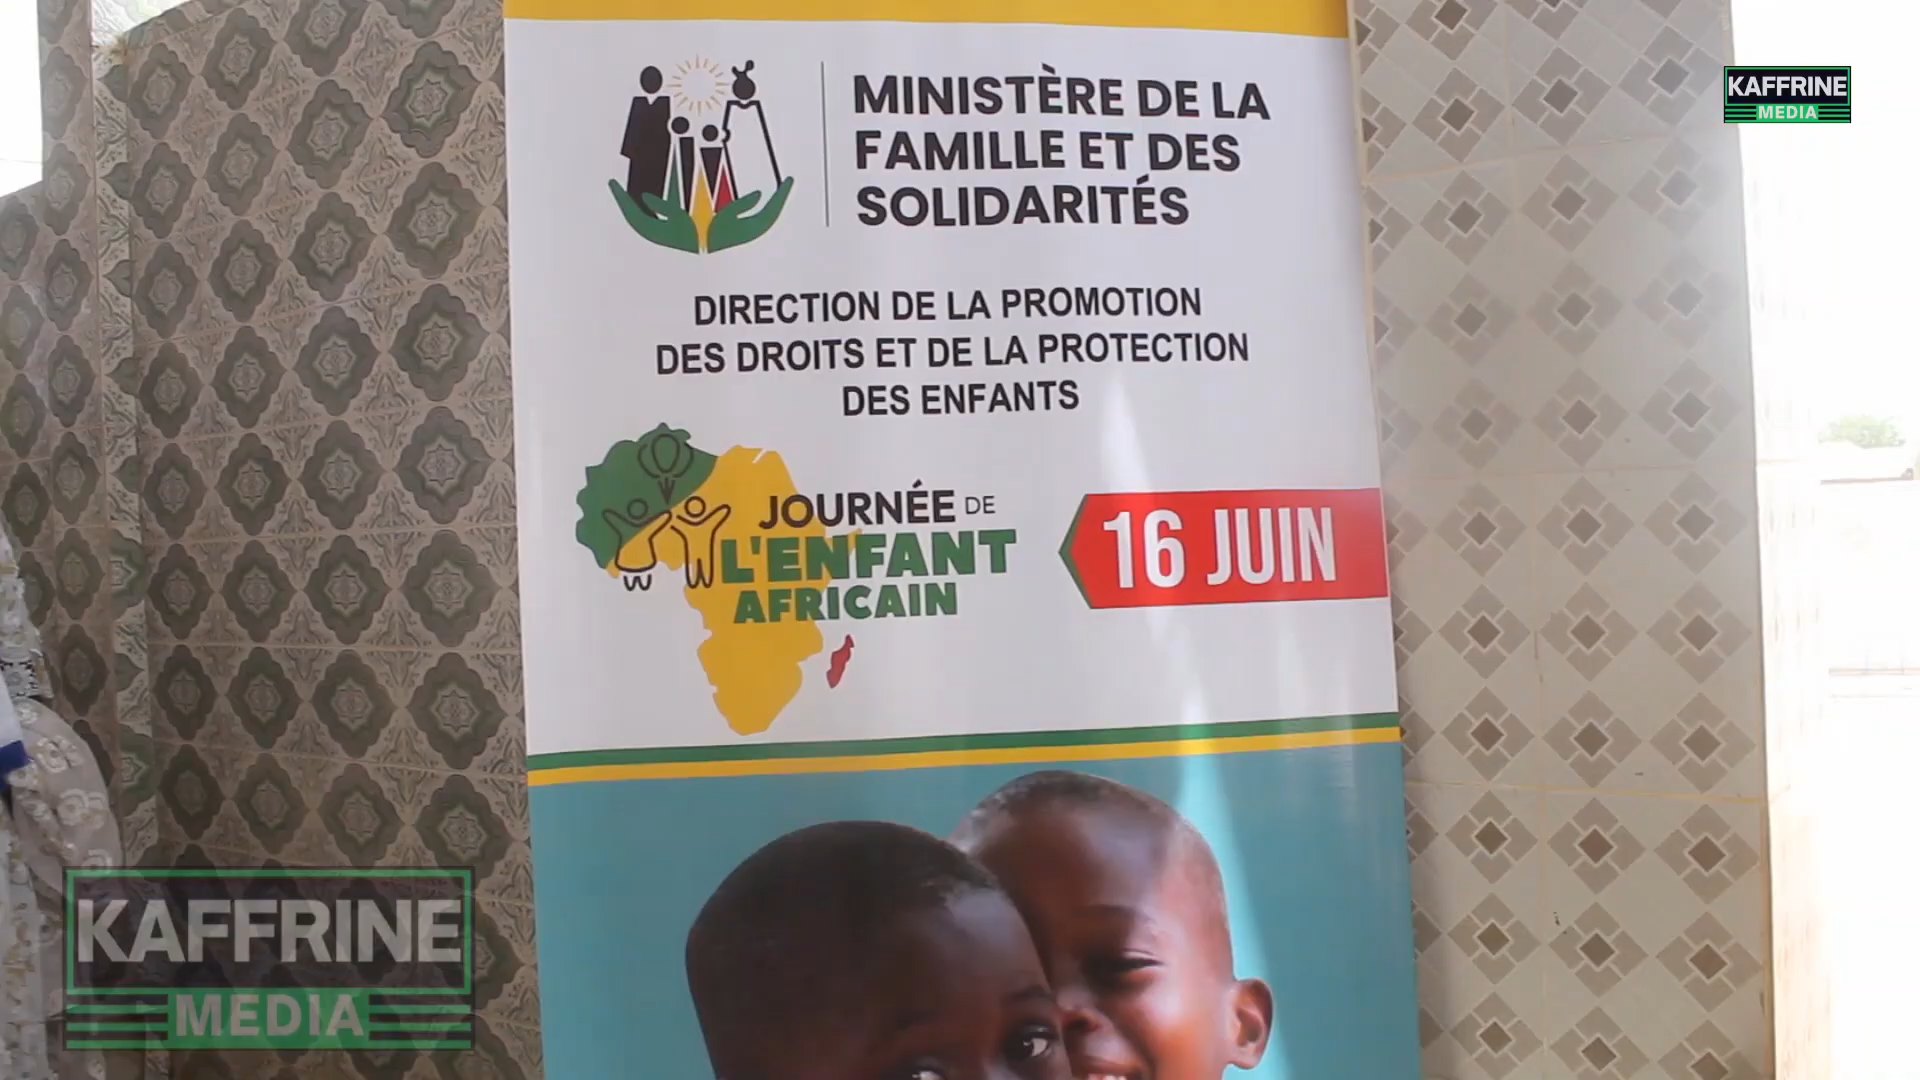 MINISTÈRE DE LA
FAMILLE ET DES
SOLIDARITÉS
DIRECTION DE LA PROMOTION
DES DROITS ET DE LA PROTECTION
DES ENFANTS
JOURNÉE DE
L'ENFANT
AFRICAIN
16 JUIN
KAFFRINE
MEDIA
KAFFRINE
MEDIA